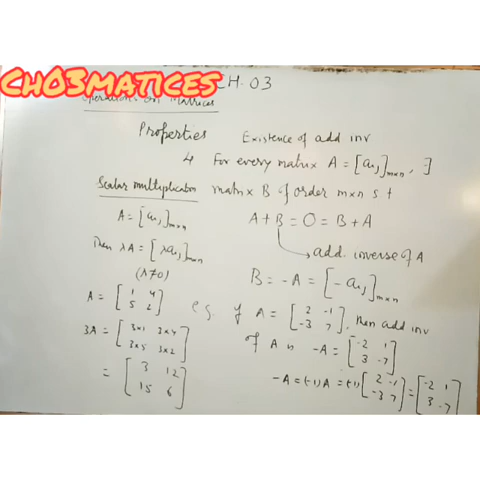 CH03MATICES CH.03
Operations on Matrices
Properties Existence of add inv
4 For every matrix A = [aij]m×n, ∃
matrix B of order m×n s t
A + B = O = B + A
add. inverse of A
B = -A = [-aij]m×n
e.g. if A = [2 -1; -3 7], then add inv
of A is -A = [-2 1; 3 -7]
-A = (-1)A = (-1)[2 -1; -3 7] = [-2 1; 3 -7]
Scalar multiplication
A = [aij]m×n
Then λA = [λaij]m×n
(λ≠0)
A = [1 4; 5 2]
3A = [3×1 3×4; 3×5 3×2]
= [3 12; 15 6]